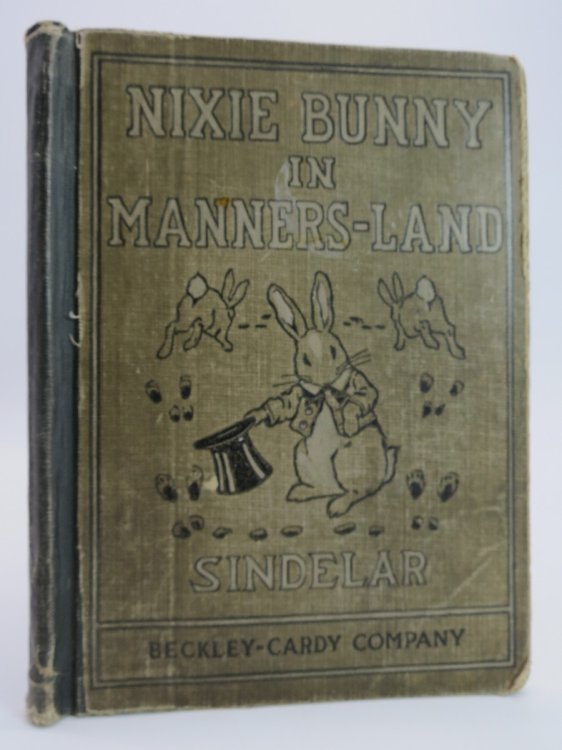 NIXIE BUNNY
IN
MANNERS-LAND
SINDELAR
BECKLEY-CARDY COMPANY